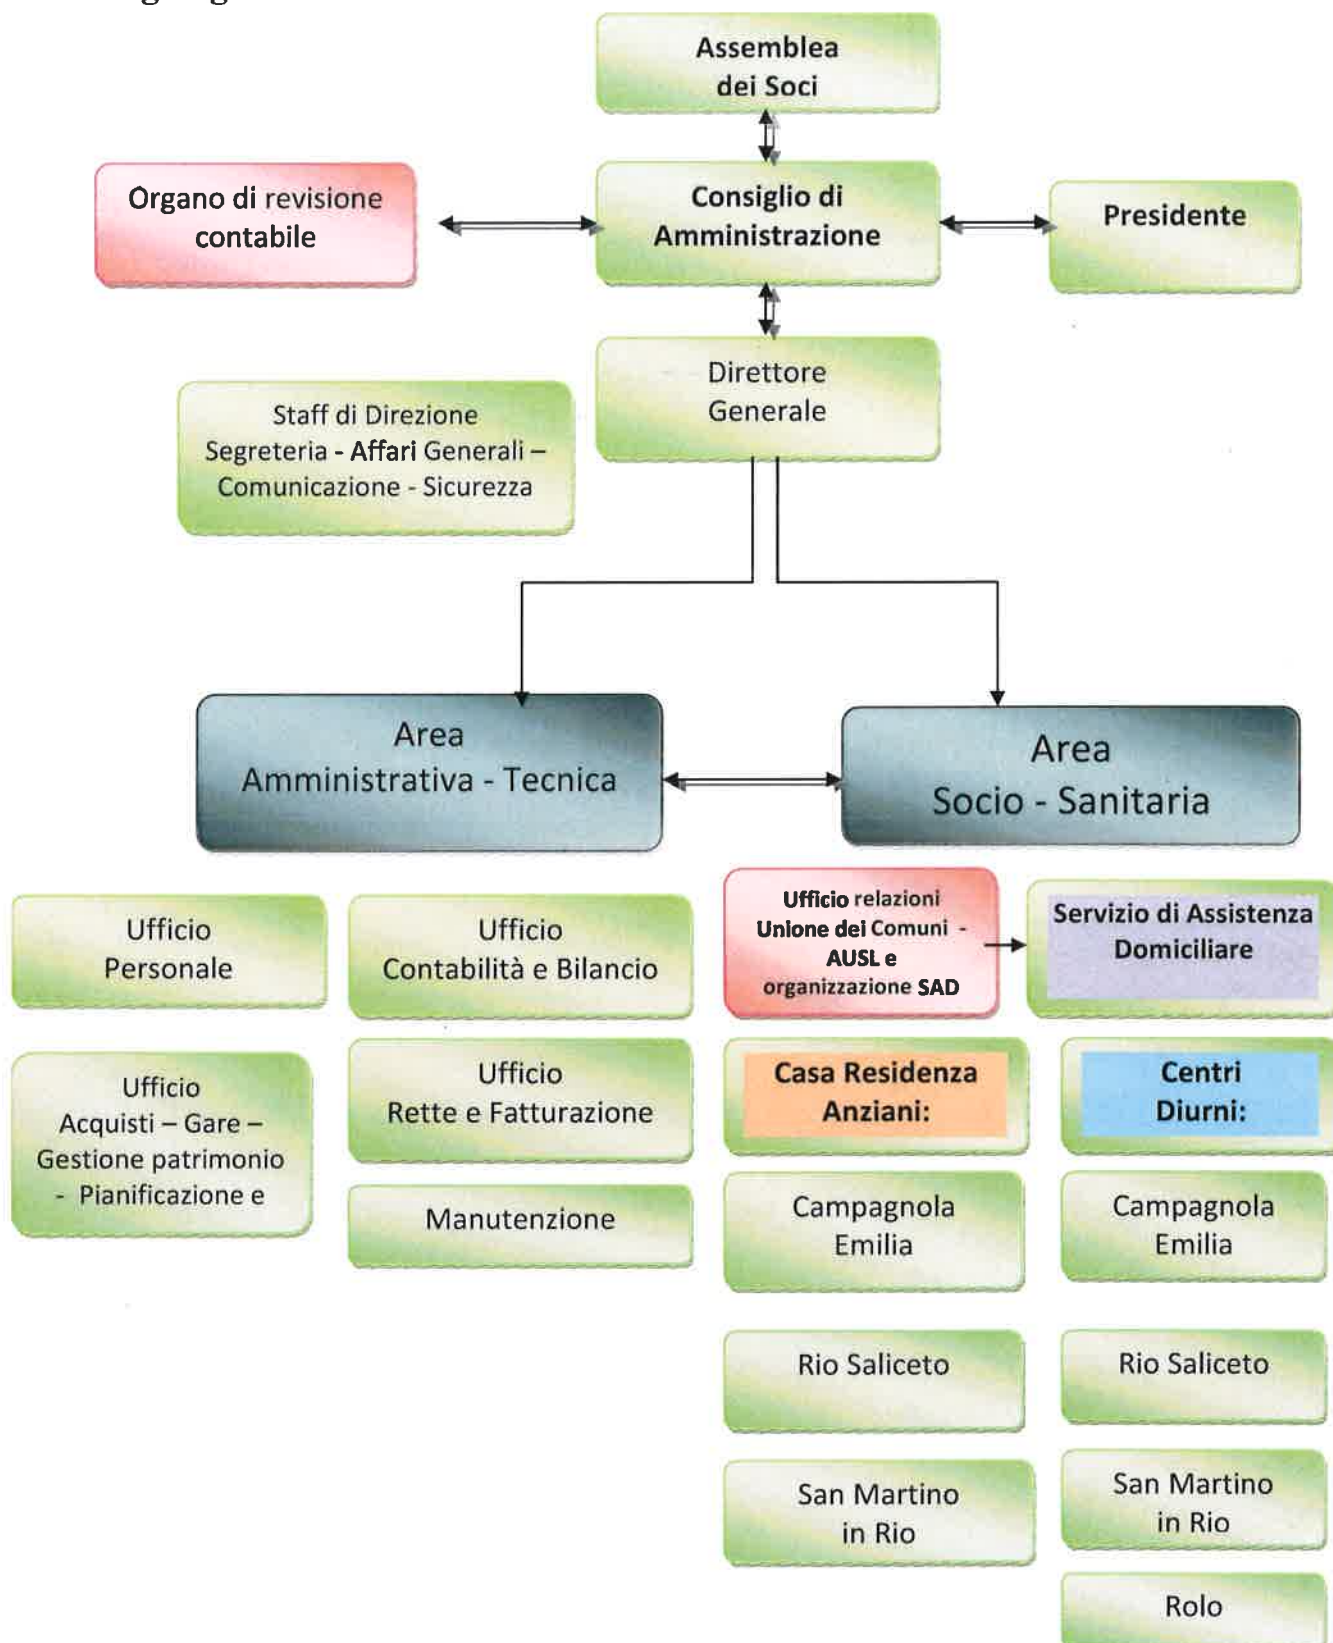 Assemblea
dei Soci
Organo di revisione
contabile
Consiglio di
Amministrazione
Presidente
Direttore
Generale
Staff di Direzione
Segreteria - Affari Generali –
Comunicazione - Sicurezza
Area
Amministrativa - Tecnica
Area
Socio - Sanitaria
Ufficio
Personale
Ufficio
Contabilità e Bilancio
Ufficio relazioni
Unione dei Comuni -
AUSL e
organizzazione SAD
Servizio di Assistenza
Domiciliare
Ufficio
Acquisti – Gare –
Gestione patrimonio
- Pianificazione e
Ufficio
Rette e Fatturazione
Manutenzione
Casa Residenza
Anziani:
Centri
Diurni:
Campagnola
Emilia
Campagnola
Emilia
Rio Saliceto
Rio Saliceto
San Martino
in Rio
San Martino
in Rio
Rolo